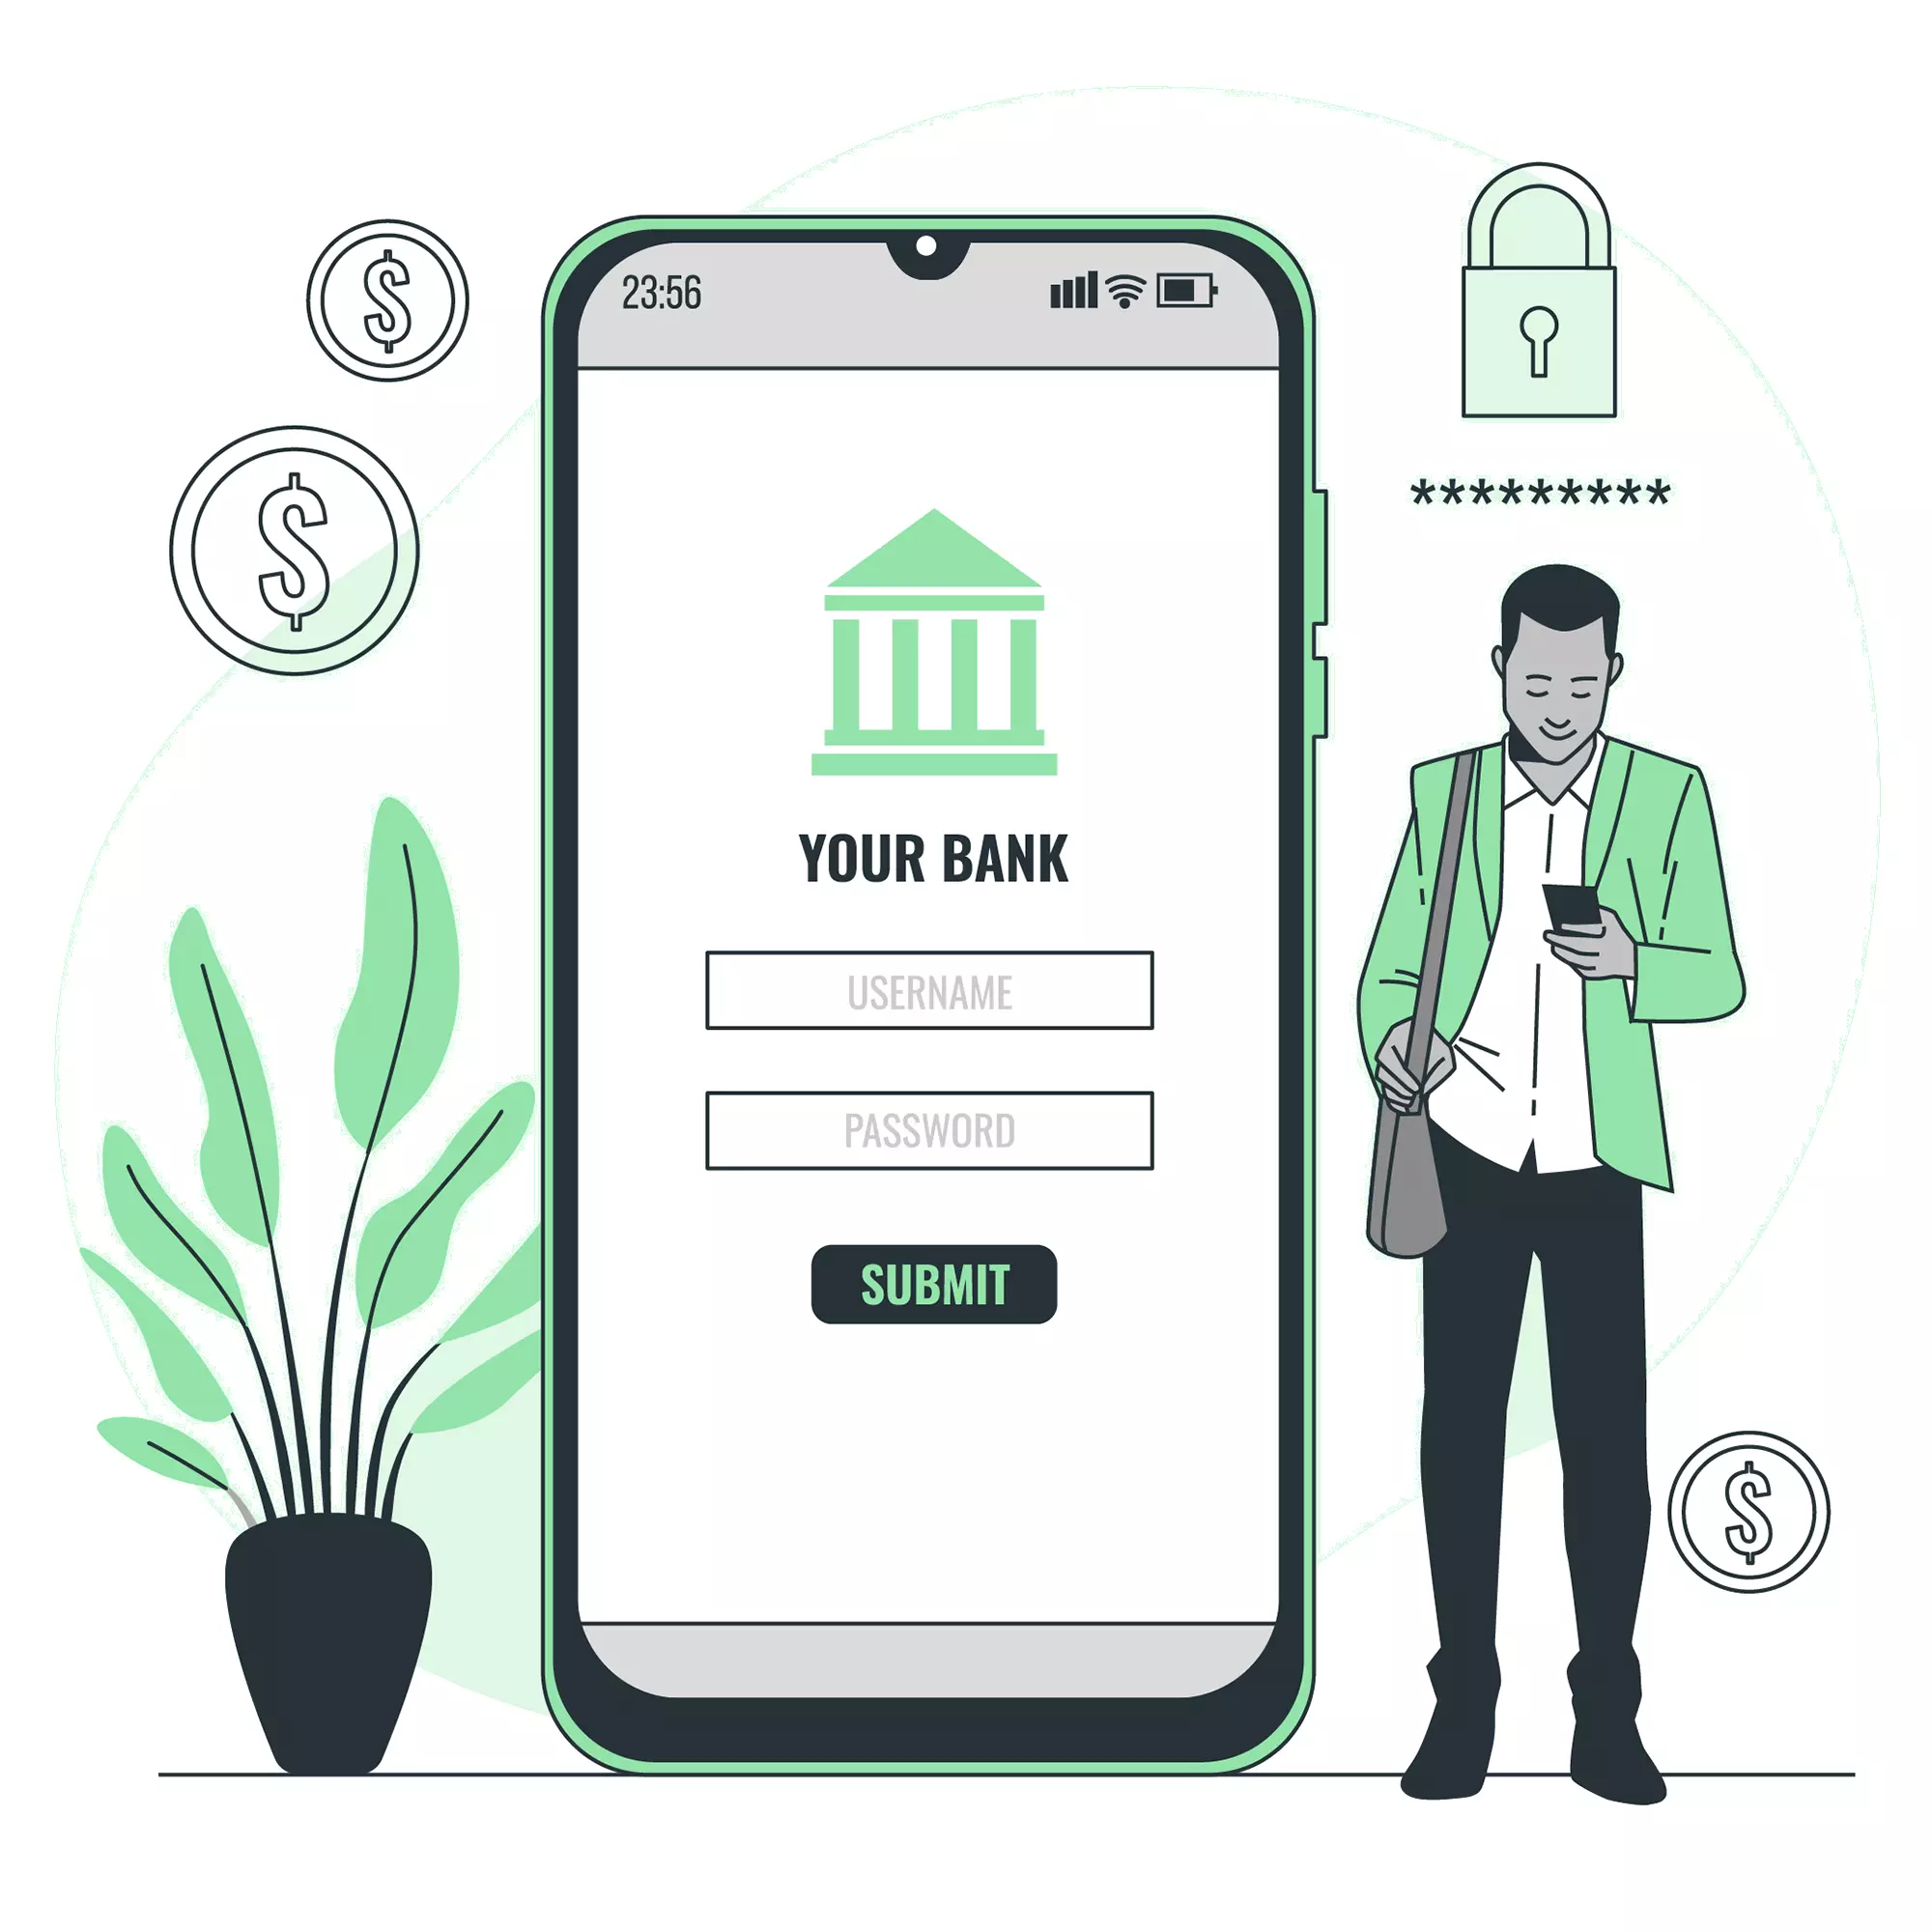 23:56
$
$
*********
YOUR BANK
USERNAME
PASSWORD
SUBMIT
$